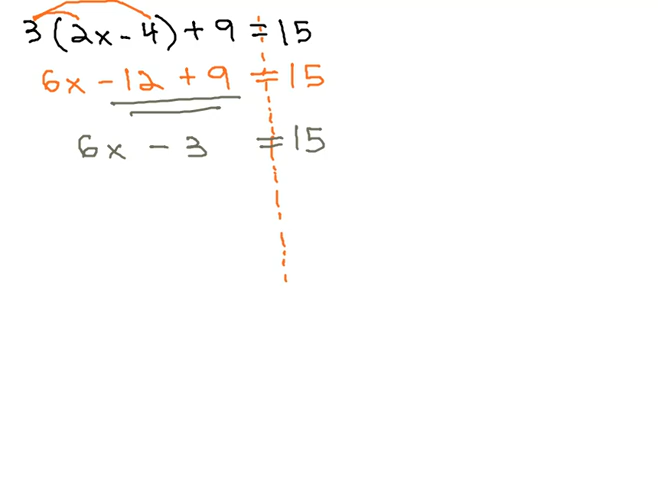 3(2x - 4) + 9 = 15
6x - 12 + 9 = 15
6x - 3 = 15